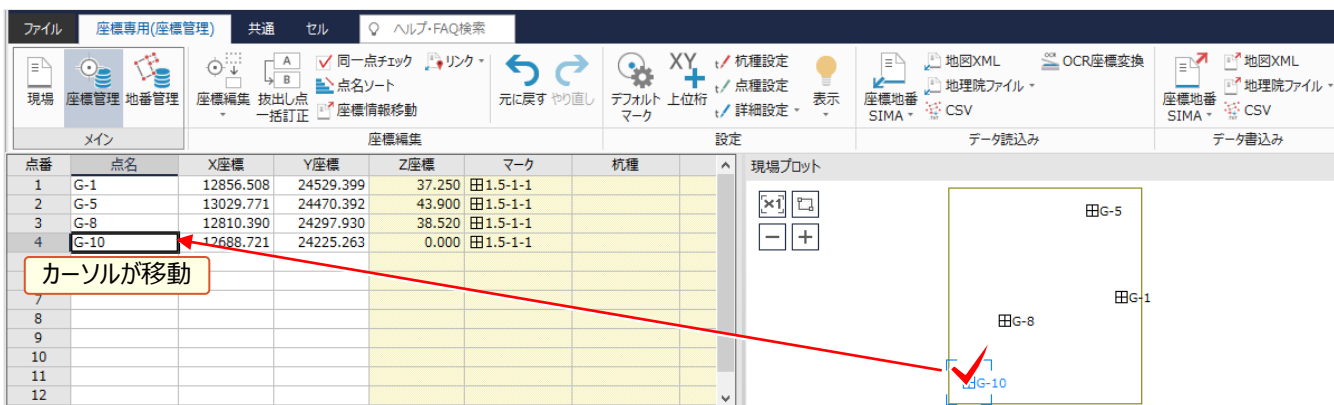 ファイル 座標専用(座標管理) 共通 セル ヘルプ・FAQ検索
現場 座標管理 地番管理
メイン
座標編集 抜出し点 一括訂正
A
B
同一点チェック リンク
点名ソート
座標情報移動
元に戻す やり直し
座標編集
デフォルト マーク
XY 上位桁
杭種設定
点種設定
詳細設定
表示
設定
座標地番 SIMA
地図XML OCR座標変換
地理院ファイル
CSV
データ読込み
座標地番 SIMA
地図XML
地理院ファイル
CSV
データ書込み
点番 点名 X座標 Y座標 Z座標 マーク 杭種
1 G-1 12856.508 24529.399 37.250 田1.5-1-1
2 G-5 13029.771 24470.392 43.900 田1.5-1-1
3 G-8 12810.390 24297.930 38.520 田1.5-1-1
4 G-10 12688.721 24225.263 0.000 田1.5-1-1
カーソルが移動
7
8
9
10
11
12
現場プロット
×1
G-5
G-1
G-8
G-10